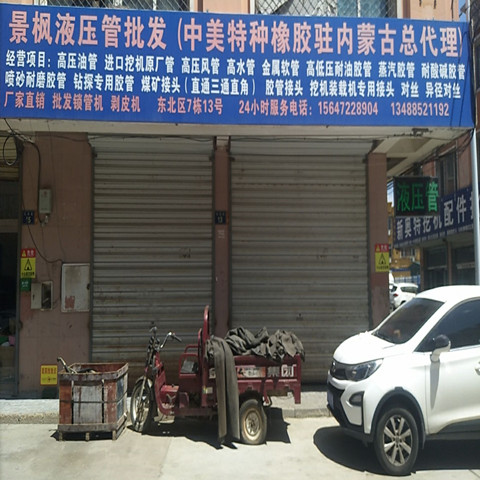 景枫液压管批发(中美特种橡胶驻内蒙古总代理)
经营项目：高压油管 进口挖机原厂管 高压风管 高水管 金属软管 高低压耐油胶管 蒸汽胶管 耐酸碱胶管
喷砂耐磨胶管 钻探专用胶管 煤矿接头(直通三通直角) 胶管接头 挖机装载机专用接头 对丝 异径对丝
厂家直销 批发锁管机 剥皮机 东北区7栋13号 24小时服务电话：15647228904 13488521192
液压管
新奥特挖机配件